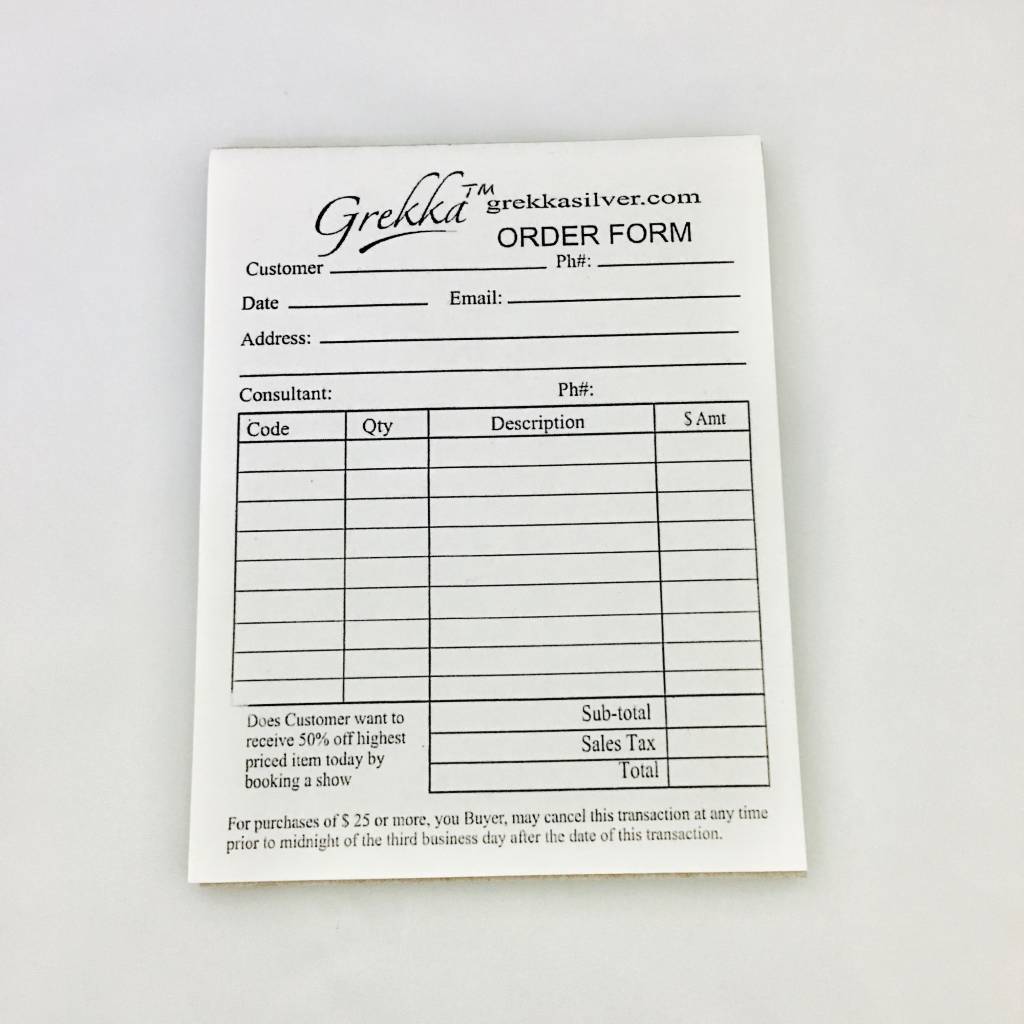 Grekka™ grekkasilver.com
ORDER FORM
Customer Ph#:
Date Email:
Address:
Consultant: Ph#:
Code Qty Description $ Amt
Sub-total
Sales Tax
Total
Does Customer want to
receive 50% off highest
priced item today by
booking a show
For purchases of $ 25 or more, you Buyer, may cancel this transaction at any time
prior to midnight of the third business day after the date of this transaction.